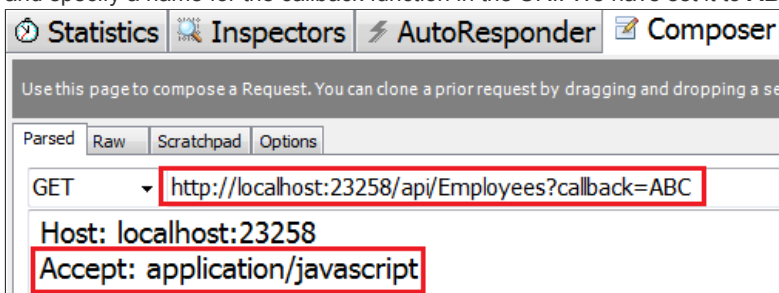 Statistics Inspectors AutoResponder Composer
Use this page to compose a Request. You can clone a prior request by dragging and dropping a se
Parsed Raw Scratchpad Options
GET http://localhost:23258/api/Employees?callback=ABC
Host: localhost:23258
Accept: application/javascript